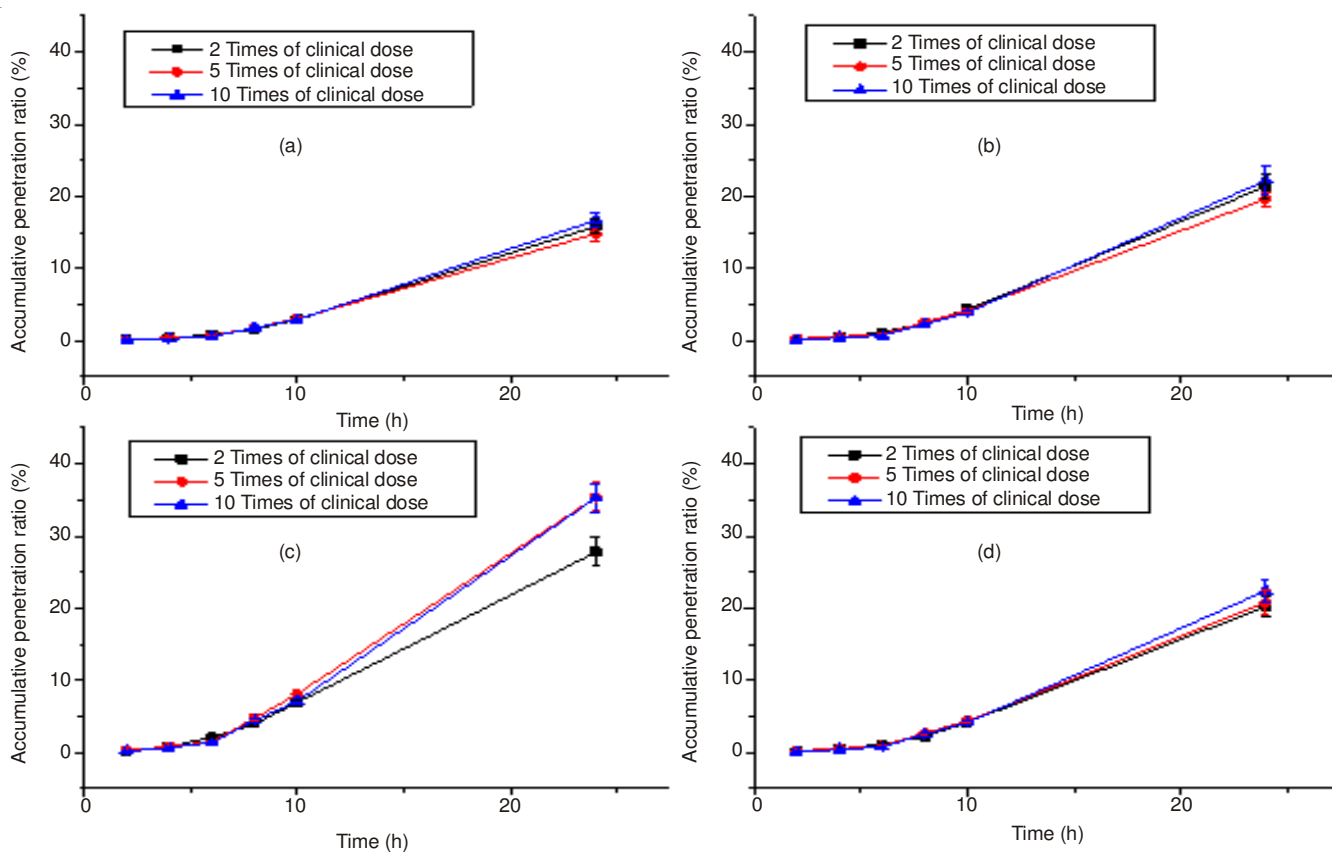 Accumulative penetration ratio (%)
40
30
20
10
0
2 Times of clinical dose
5 Times of clinical dose
10 Times of clinical dose
(a)
0
10
20
Time (h)
Accumulative penetration ratio (%)
40
30
20
10
0
2 Times of clinical dose
5 Times of clinical dose
10 Times of clinical dose
(b)
0
10
20
Time (h)
Accumulative penetration ratio (%)
40
30
20
10
0
2 Times of clinical dose
5 Times of clinical dose
10 Times of clinical dose
(c)
0
10
20
Time (h)
Accumulative penetration ratio (%)
40
30
20
10
0
2 Times of clinical dose
5 Times of clinical dose
10 Times of clinical dose
(d)
0
10
20
Time (h)